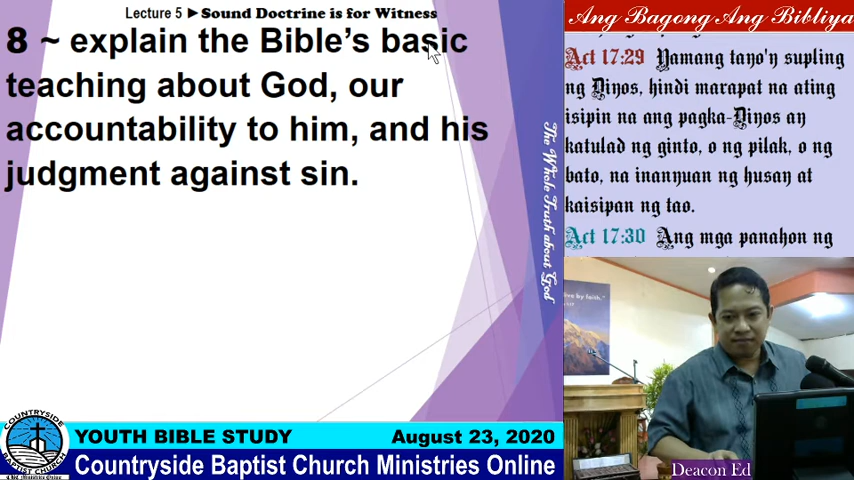 Lecture 5 ►Sound Doctrine is for Witness
8 ~ explain the Bible's basic
teaching about God, our
accountability to him, and his
judgment against sin.
The Whole Truth about God
Ang Bagong Ang Bibliya
Act 17:29 Yamang tayo'y supling
ng Diyos, hindi marapat na ating
isipin na ang pagka-Diyos ay
katulad ng ginto, o ng pilak, o ng
bato, na inanyuan ng husay at
kaisipan ng tao.
Act 17:30 Ang mga panahon ng
live by faith."
COUNTRYSIDE
BAPTIST CHURCH
YOUTH BIBLE STUDY August 23, 2020
Countryside Baptist Church Ministries Online
Deacon Ed